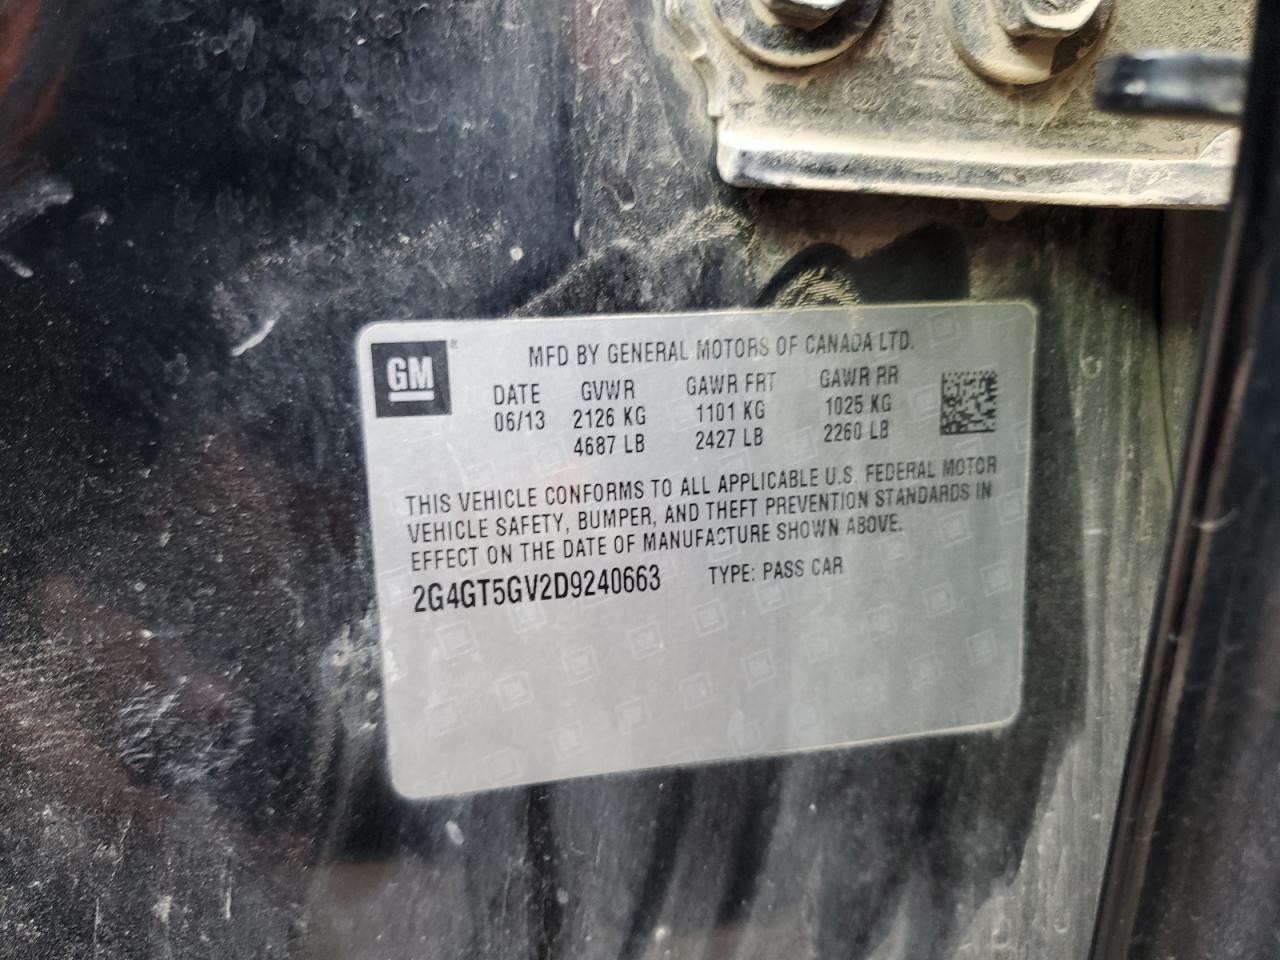 GM
MFD BY GENERAL MOTORS OF CANADA LTD.
DATE GVWR GAWR FRT GAWR RR
06/13 2126 KG 1101 KG 1025 KG
4687 LB 2427 LB 2260 LB
THIS VEHICLE CONFORMS TO ALL APPLICABLE U.S. FEDERAL MOTOR
VEHICLE SAFETY, BUMPER, AND THEFT PREVENTION STANDARDS IN
EFFECT ON THE DATE OF MANUFACTURE SHOWN ABOVE.
2G4GT5GV2D9240663 TYPE: PASS CAR